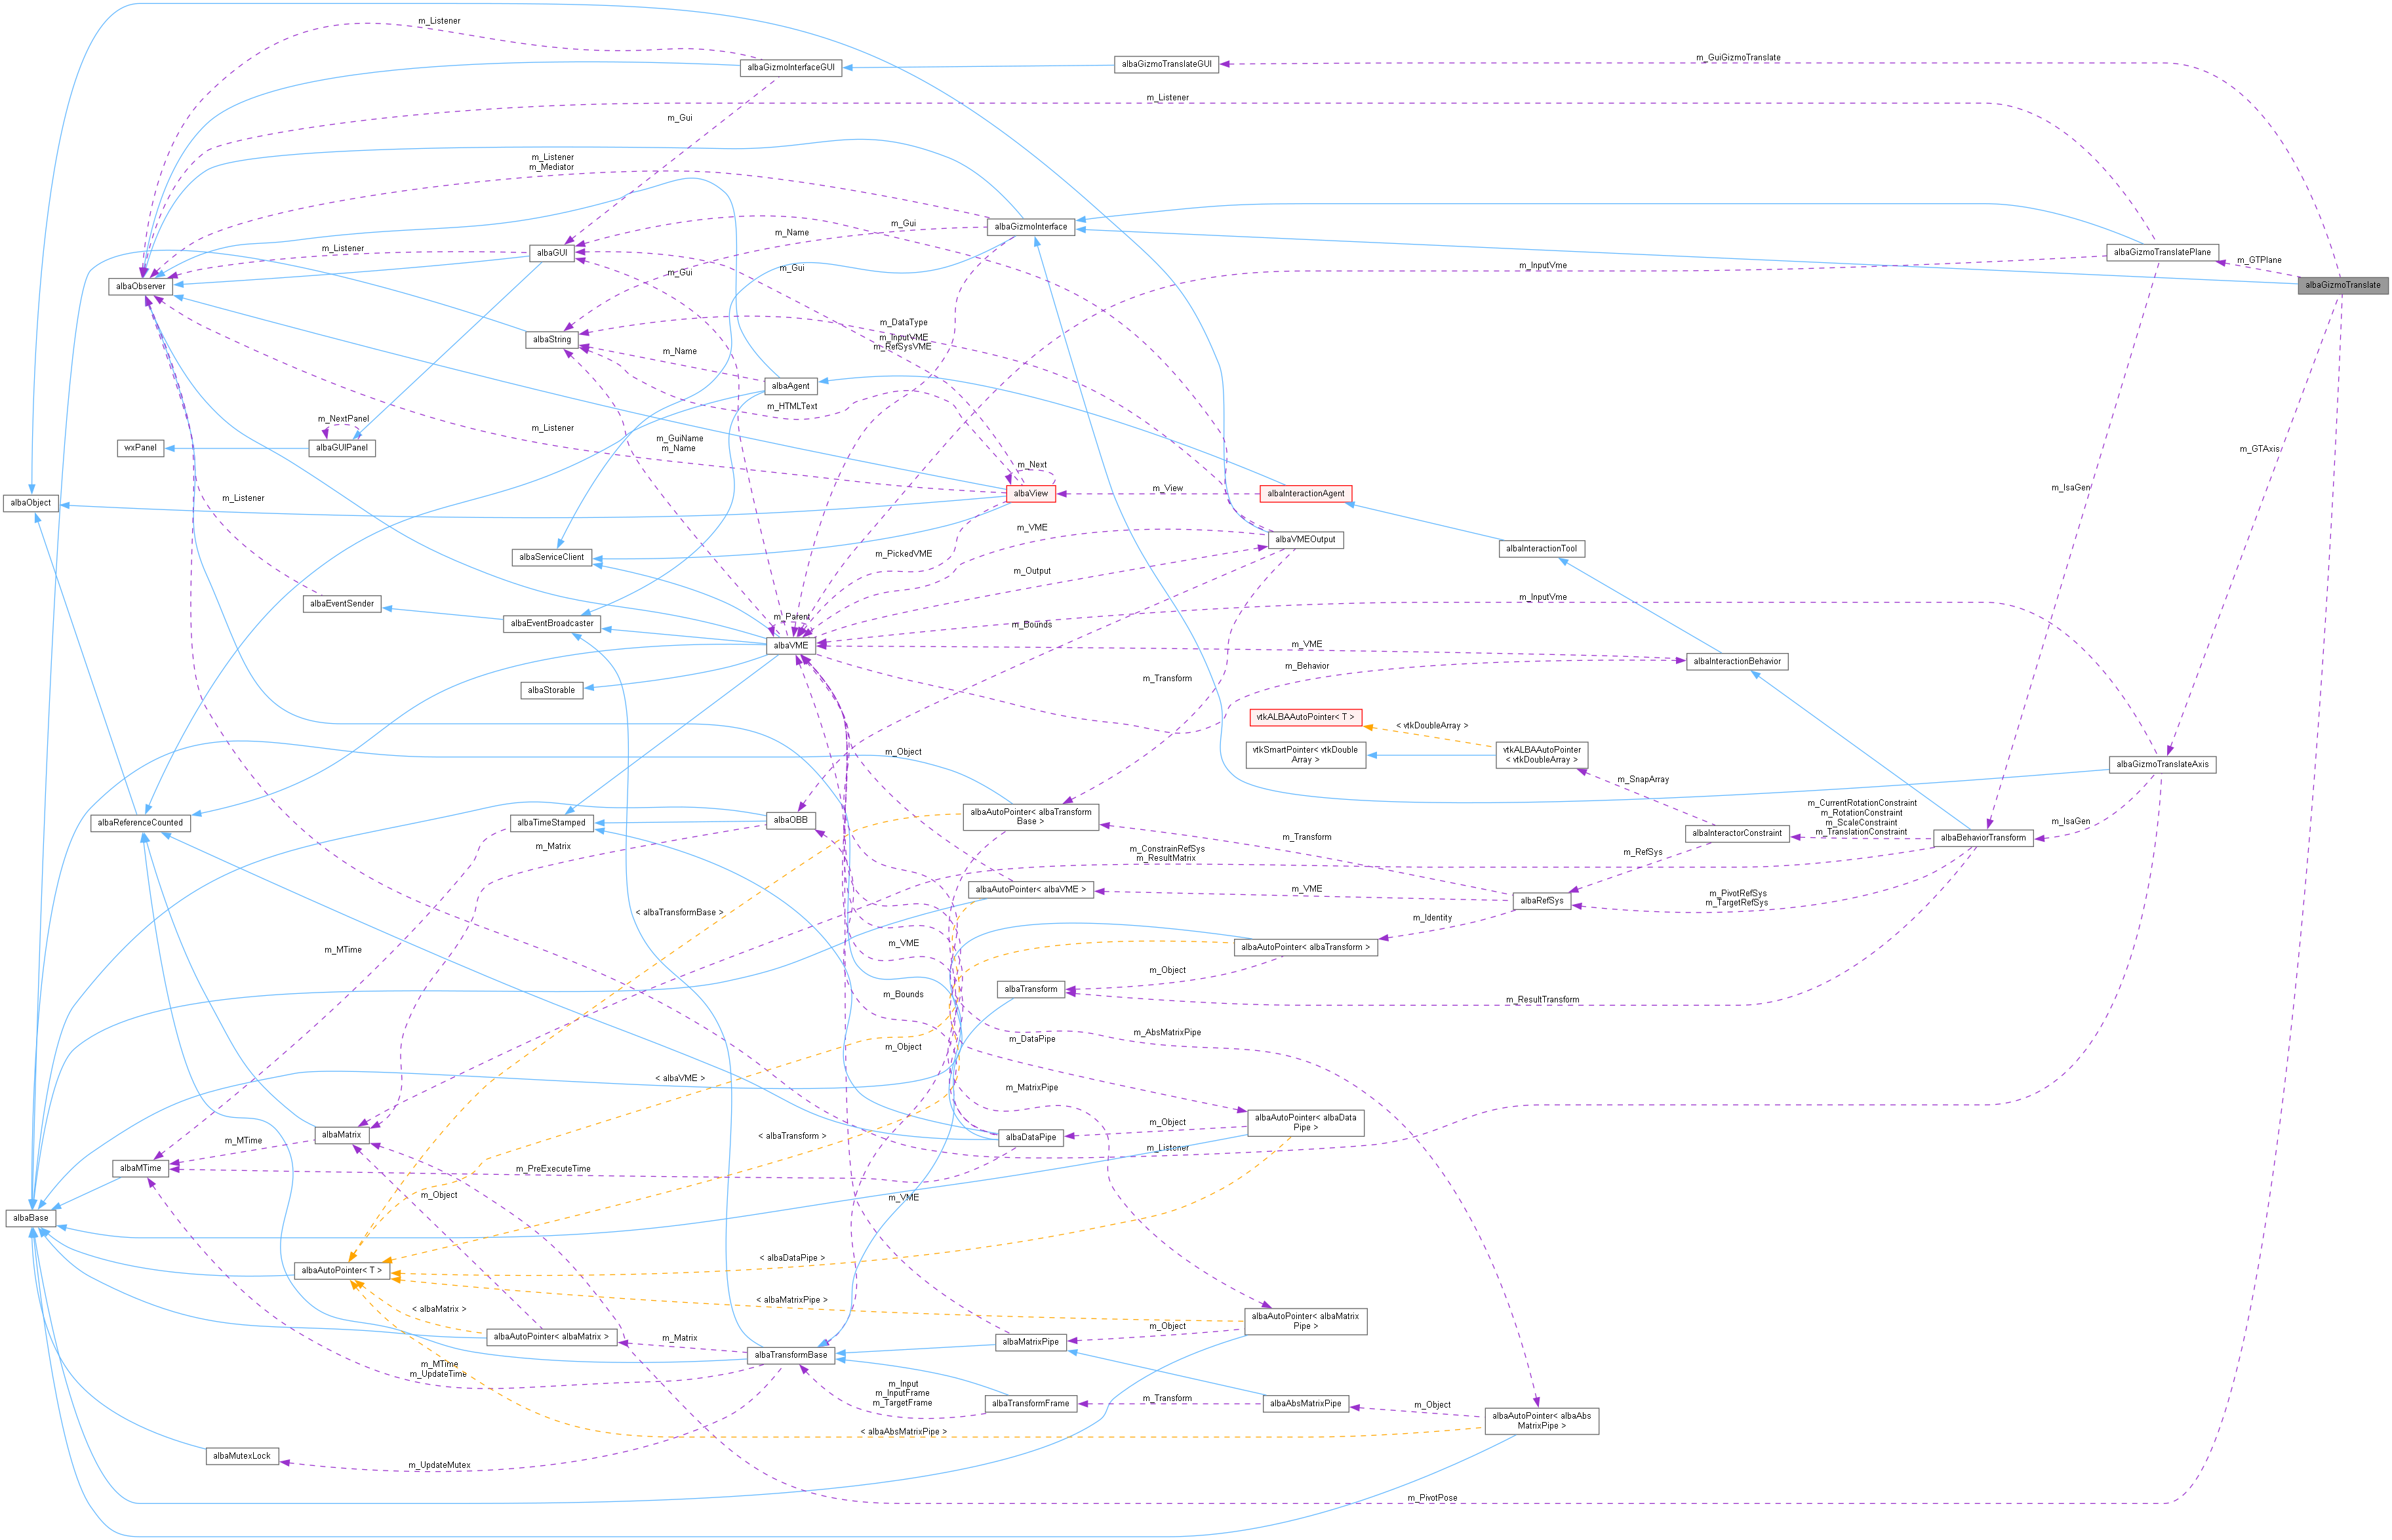 m_Listener
albaGizmoInterfaceGUI
albaGizmoTranslateGUI
m_GuiGizmoTranslate
m_Listener
m_Gui
m_Listener
m_Mediator
m_Name
m_Gui
albaGizmoInterface
m_Listener
albaGUI
m_Gui
m_Gui
m_InputVme
albaGizmoTranslatePlane
m_GTPlane
albaGizmoTranslate
albaObserver
albaString
m_DataType
m_InputVME
m_RefSysVME
m_Name
albaAgent
m_HTMLText
m_NextPanel
wxPanel
albaGUIPanel
m_Listener
m_GuiName
m_Name
m_GTAxis
m_Next
albaView
m_View
albaInteractionAgent
m_IsaGen
albaObject
m_Listener
albaServiceClient
m_PickedVME
m_VME
albaVMEOutput
albaInteractionTool
m_Output
albaEventSender
albaEventBroadcaster
m_Parent
albaVME
m_Bounds
m_InputVme
m_VME
m_Behavior
albaInteractionBehavior
albaStorable
m_Transform
vtkALBAAutoPointer< T >
< vtkDoubleArray >
vtkSmartPointer< vtkDouble
Array >
vtkALBAAutoPointer
< vtkDoubleArray >
m_Object
m_SnapArray
albaGizmoTranslateAxis
albaReferenceCounted
albaTimeStamped
albaOBB
albaAutoPointer< albaTransform
Base >
m_CurrentRotationConstraint
m_RotationConstraint
m_ScaleConstraint
m_TranslationConstraint
albaInteractorConstraint
albaBehaviorTransform
m_IsaGen
m_Matrix
m_ConstrainRefSys
m_ResultMatrix
m_Transform
m_RefSys
albaAutoPointer< albaVME >
m_VME
albaRefSys
m_PivotRefSys
m_TargetRefSys
< albaTransformBase >
m_Identity
m_MTime
m_VME
albaAutoPointer< albaTransform >
m_Object
albaTransform
m_Bounds
m_ResultTransform
m_DataPipe
m_AbsMatrixPipe
m_Object
< albaVME >
m_MatrixPipe
albaAutoPointer< albaData
Pipe >
m_Object
albaMatrix
m_MTime
< albaTransform >
albaDataPipe
m_Listener
albaMTime
m_PreExecuteTime
m_Object
m_VME
albaBase
albaAutoPointer< T >
< albaDataPipe >
< albaMatrix >
< albaMatrixPipe >
albaAutoPointer< albaMatrix
Pipe >
m_Object
albaAutoPointer< albaMatrix >
m_Matrix
albaTransformBase
albaMatrixPipe
m_MTime
m_UpdateTime
m_Input
m_InputFrame
m_TargetFrame
albaTransformFrame
m_Transform
albaAbsMatrixPipe
m_Object
albaAutoPointer< albaAbs
MatrixPipe >
< albaAbsMatrixPipe >
albaMutexLock
m_UpdateMutex
m_PivotPose